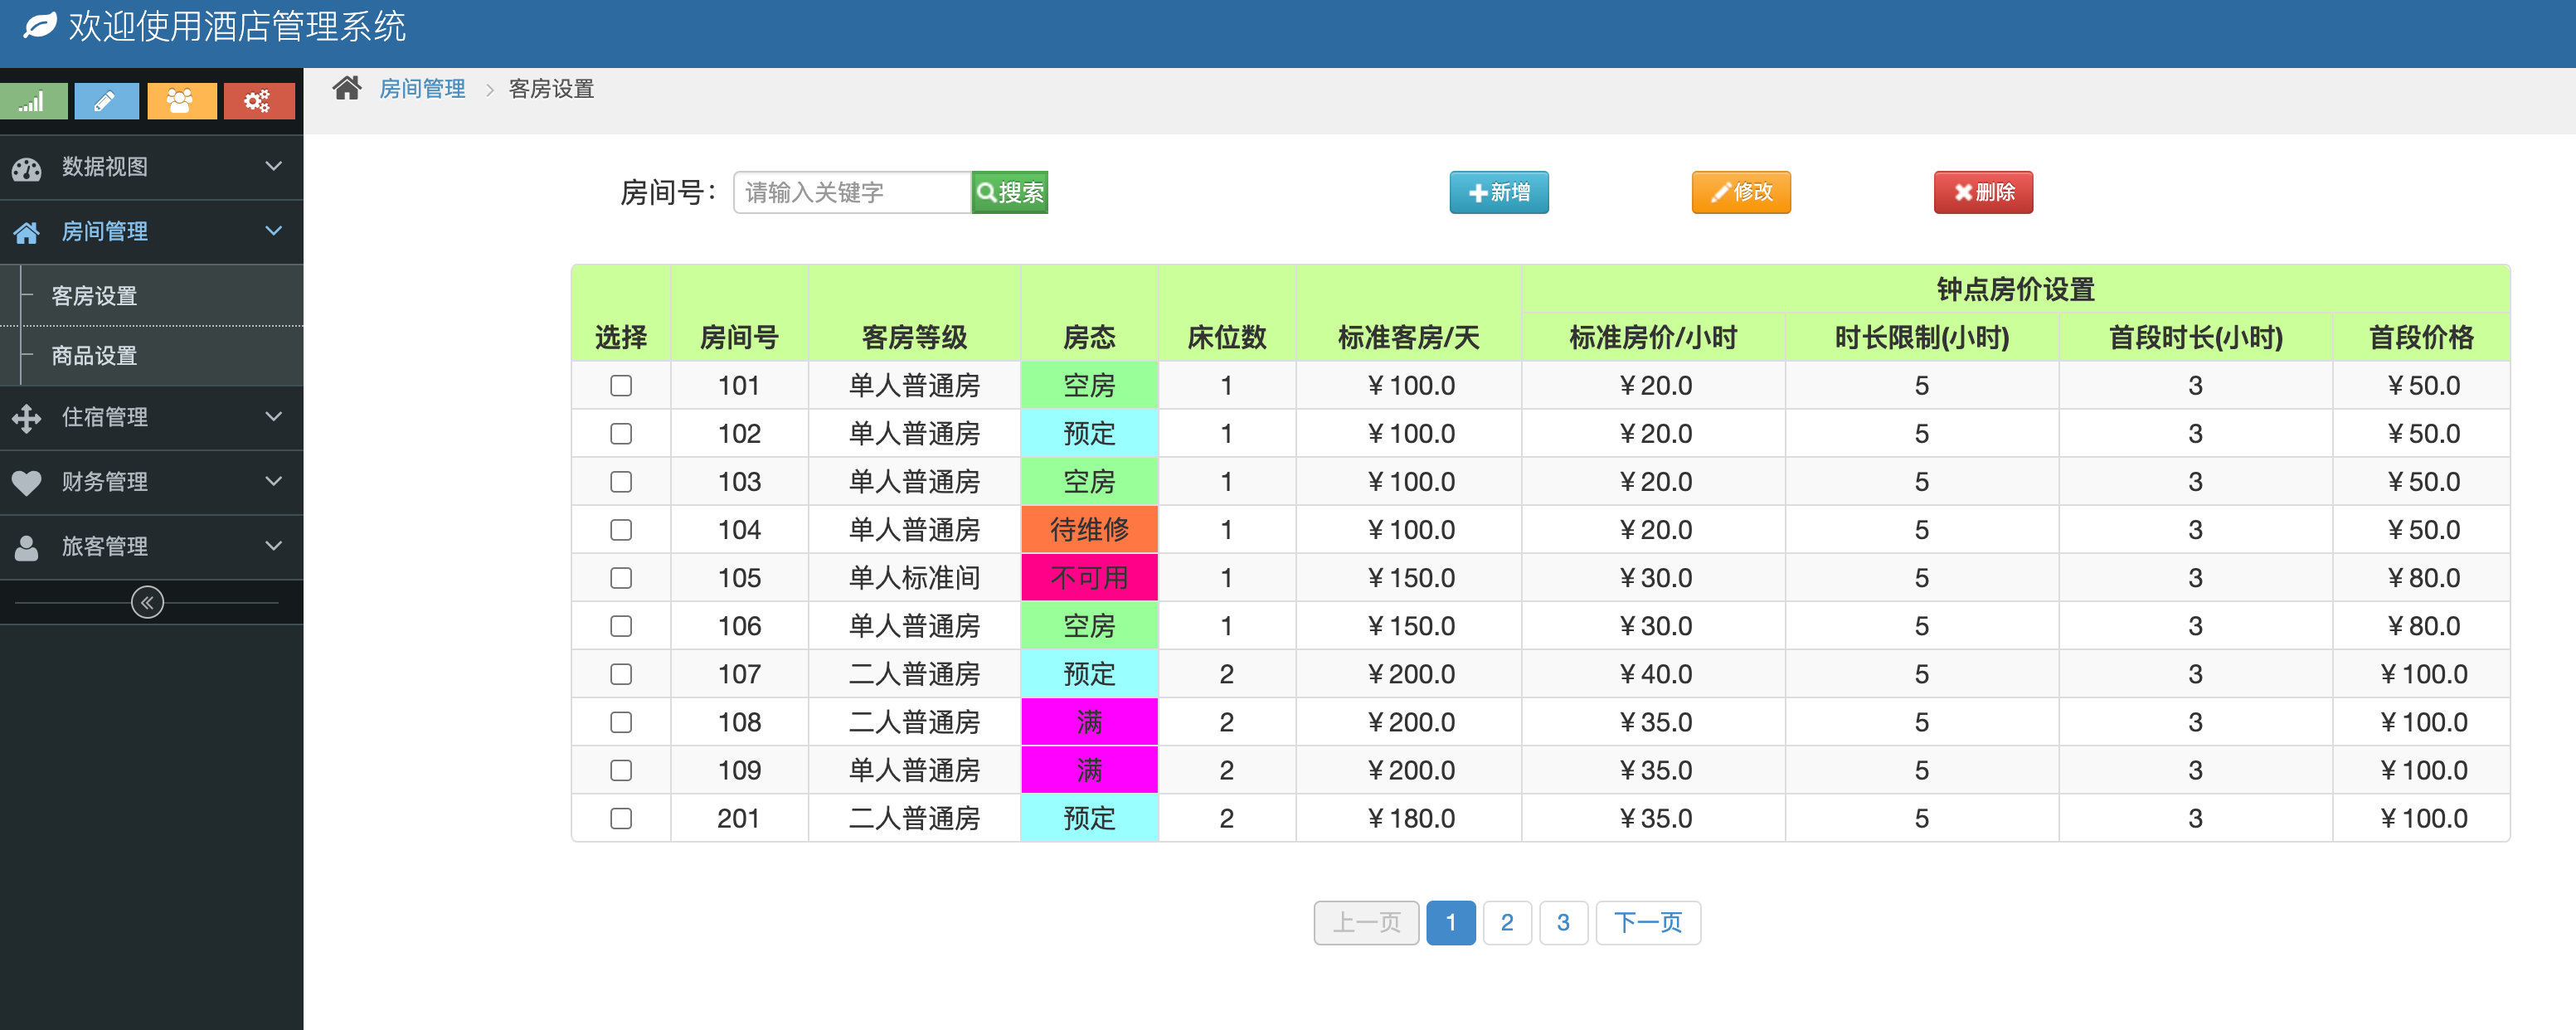 欢迎使用酒店管理系统
房间管理 > 客房设置
数据视图
房间管理
客房设置
商品设置
住宿管理
财务管理
旅客管理
房间号： 请输入关键字 搜索 新增 修改 删除
钟点房价设置
选择 房间号 客房等级 房态 床位数 标准客房/天 标准房价/小时 时长限制(小时) 首段时长(小时) 首段价格
101 单人普通房 空房 1 ￥100.0 ￥20.0 5 3 ￥50.0
102 单人普通房 预定 1 ￥100.0 ￥20.0 5 3 ￥50.0
103 单人普通房 空房 1 ￥100.0 ￥20.0 5 3 ￥50.0
104 单人普通房 待维修 1 ￥100.0 ￥20.0 5 3 ￥50.0
105 单人标准间 不可用 1 ￥150.0 ￥30.0 5 3 ￥80.0
106 单人普通房 空房 1 ￥150.0 ￥30.0 5 3 ￥80.0
107 二人普通房 预定 2 ￥200.0 ￥40.0 5 3 ￥100.0
108 二人普通房 满 2 ￥200.0 ￥35.0 5 3 ￥100.0
109 单人普通房 满 2 ￥200.0 ￥35.0 5 3 ￥100.0
201 二人普通房 预定 2 ￥180.0 ￥35.0 5 3 ￥100.0
上一页 1 2 3 下一页